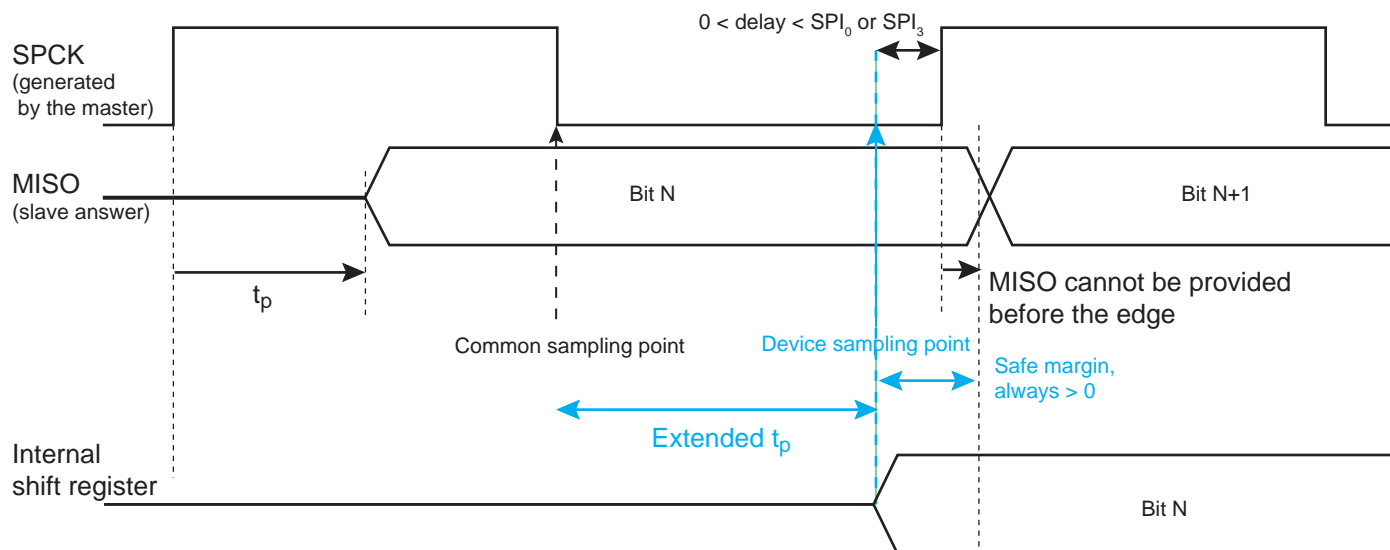 0 < delay < SPI0 or SPI3
SPCK
(generated
by the master)
MISO
(slave answer)
Bit N
Bit N+1
tp
MISO cannot be provided
before the edge
Common sampling point
Device sampling point
Safe margin,
always > 0
Extended tp
Internal
shift register
Bit N